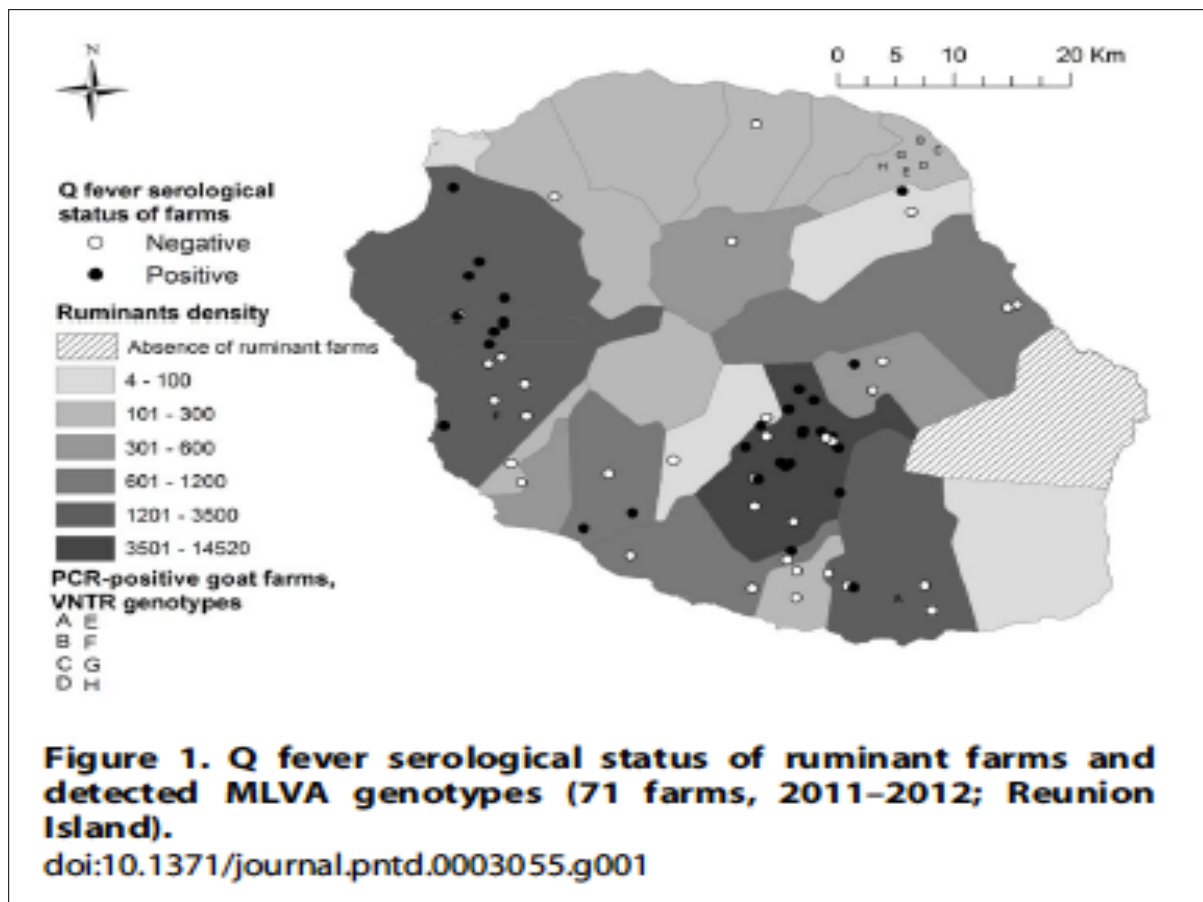 N
0 5 10 20 Km
Q fever serological
status of farms
Negative
Positive
Ruminants density
Absence of ruminant farms
4 - 100
101 - 300
301 - 600
601 - 1200
1201 - 3500
3501 - 14520
PCR-positive goat farms,
VNTR genotypes
A E
B F
C G
D H
H
E
A
Figure 1. Q fever serological status of ruminant farms and
detected MLVA genotypes (71 farms, 2011–2012; Reunion
Island).
doi:10.1371/journal.pntd.0003055.g001